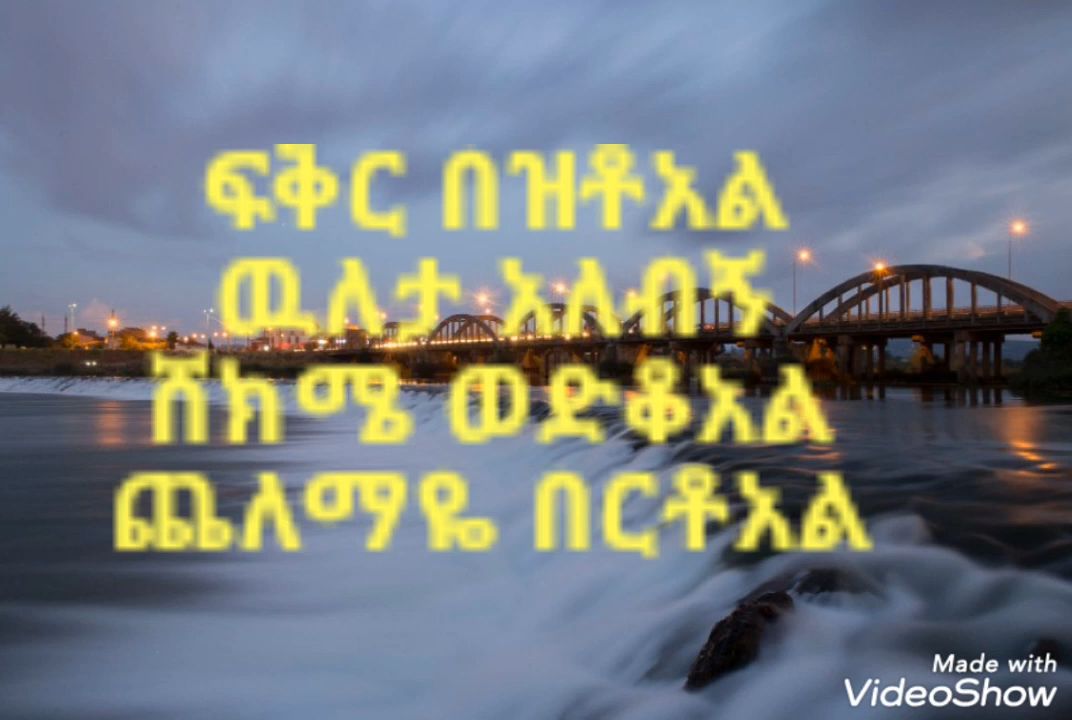 ፍቅር በዝቶአል
ዉለታ አለብኝ
ሸክሜ ወድቆአል
ጨለማዬ በርቶአል
Made with
VideoShow